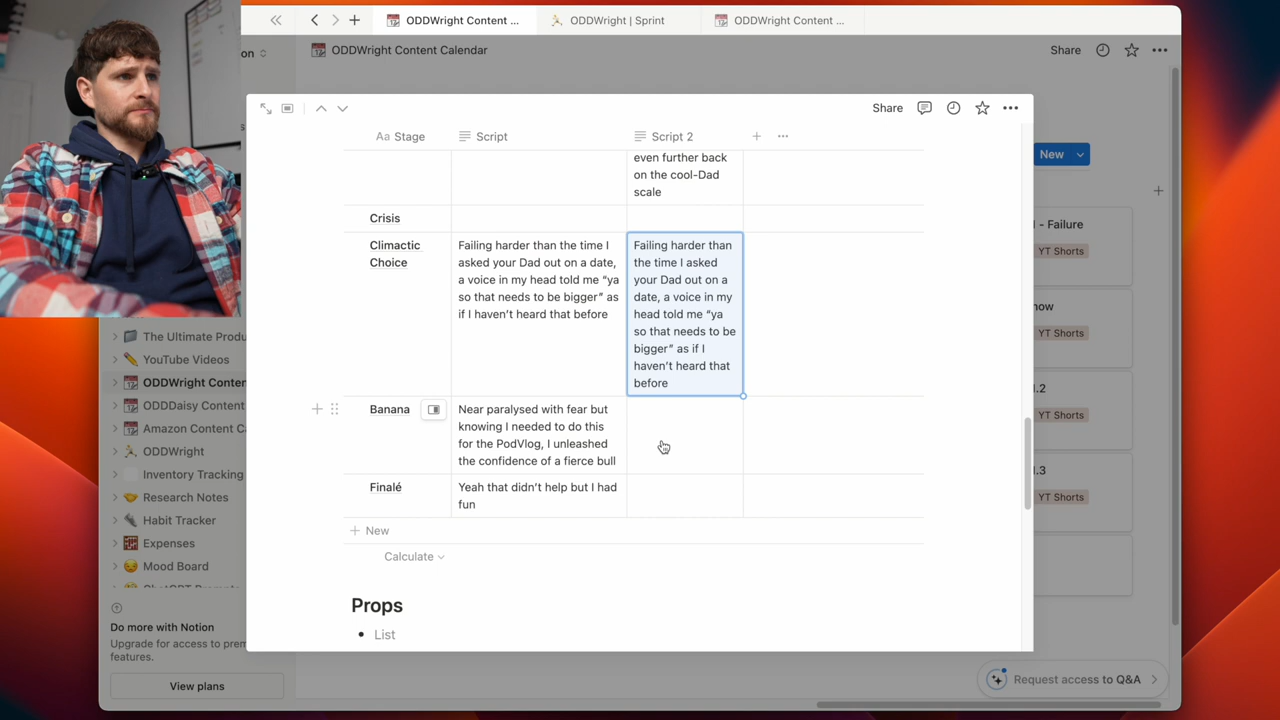 ODDWright Content ...
ODDWright | Sprint
ODDWright Content ...
on
ODDWright Content Calendar
Share
Share
Aa Stage
Script
Script 2
New
even further back
on the cool-Dad
scale
Crisis
Climactic
Choice
Failing harder than the time I
asked your Dad out on a date,
a voice in my head told me “ya
so that needs to be bigger” as
if I haven’t heard that before
Failing harder than
the time I asked
your Dad out on a
date, a voice in my
head told me “ya
so that needs to be
bigger” as if I
haven’t heard that
before
Banana
Near paralysed with fear but
knowing I needed to do this
for the PodVlog, I unleashed
the confidence of a fierce bull
Finalé
Yeah that didn’t help but I had
fun
New
Calculate
Props
List
- Failure
YT Shorts
now
YT Shorts
.2
YT Shorts
.3
YT Shorts
The Ultimate Produ
YouTube Videos
ODDWright Conten
ODDDaisy Content
Amazon Content Ca
ODDWright
Inventory Tracking
Research Notes
Habit Tracker
Expenses
Mood Board
Do more with Notion
Upgrade for access to prem
features.
View plans
Request access to Q&A